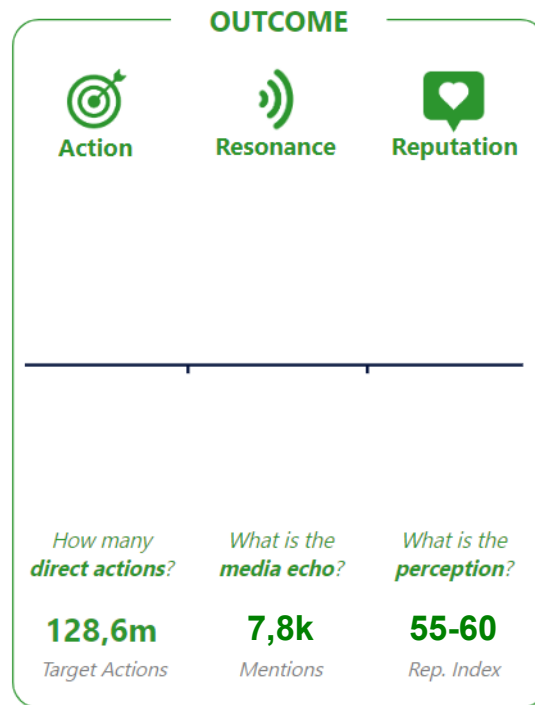 OUTCOME
Action
Resonance
Reputation
How many
direct actions?
What is the
media echo?
What is the
perception?
128,6m
7,8k
55-60
Target Actions
Mentions
Rep. Index